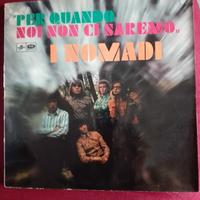 "PER QUANDO
NOI NON CI SAREMO„
I NOMADI